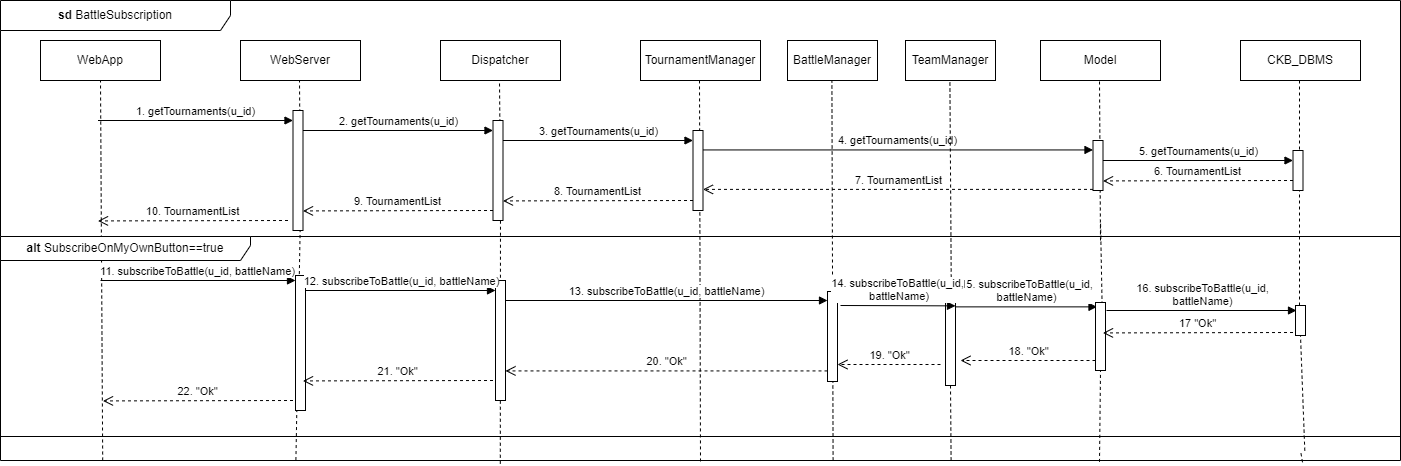 sd BattleSubscription
WebApp
WebServer
Dispatcher
TournamentManager
BattleManager
TeamManager
Model
CKB_DBMS
1. getTournaments(u_id)
2. getTournaments(u_id)
3. getTournaments(u_id)
4. getTournaments(u_id)
5. getTournaments(u_id)
6. TournamentList
7. TournamentList
8. TournamentList
9. TournamentList
10. TournamentList
alt SubscribeOnMyOwnButton==true
11. subscribeToBattle(u_id, battleName)
12. subscribeToBattle(u_id, battleName)
13. subscribeToBattle(u_id, battleName)
14. subscribeToBattle(u_id,
battleName)
5. subscribeToBattle(u_id,
battleName)
16. subscribeToBattle(u_id,
battleName)
17 "Ok"
18. "Ok"
19. "Ok"
20. "Ok"
21. "Ok"
22. "Ok"